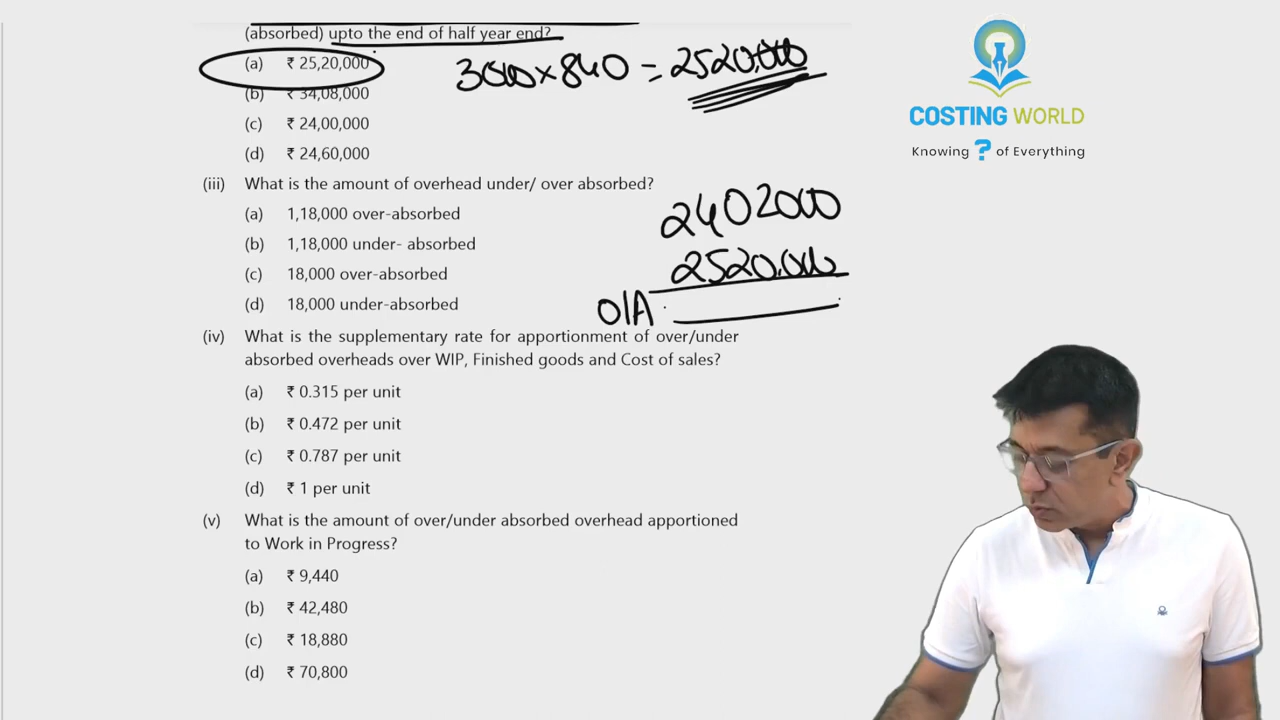 (absorbed) upto the end of half year end?
(a) ₹ 25,20,000
3000 x 840 = 2520,000
(b) ₹ 34,08,000
(c) ₹ 24,00,000
(d) ₹ 24,60,000
(iii) What is the amount of overhead under/ over absorbed?
(a) 1,18,000 over-absorbed
(b) 1,18,000 under- absorbed
(c) 18,000 over-absorbed
(d) 18,000 under-absorbed
2402000
2520,000
O/A
(iv) What is the supplementary rate for apportionment of over/under
absorbed overheads over WIP, Finished goods and Cost of sales?
(a) ₹ 0.315 per unit
(b) ₹ 0.472 per unit
(c) ₹ 0.787 per unit
(d) ₹ 1 per unit
(v) What is the amount of over/under absorbed overhead apportioned
to Work in Progress?
(a) ₹ 9,440
(b) ₹ 42,480
(c) ₹ 18,880
(d) ₹ 70,800
COSTING WORLD
Knowing ? of Everything